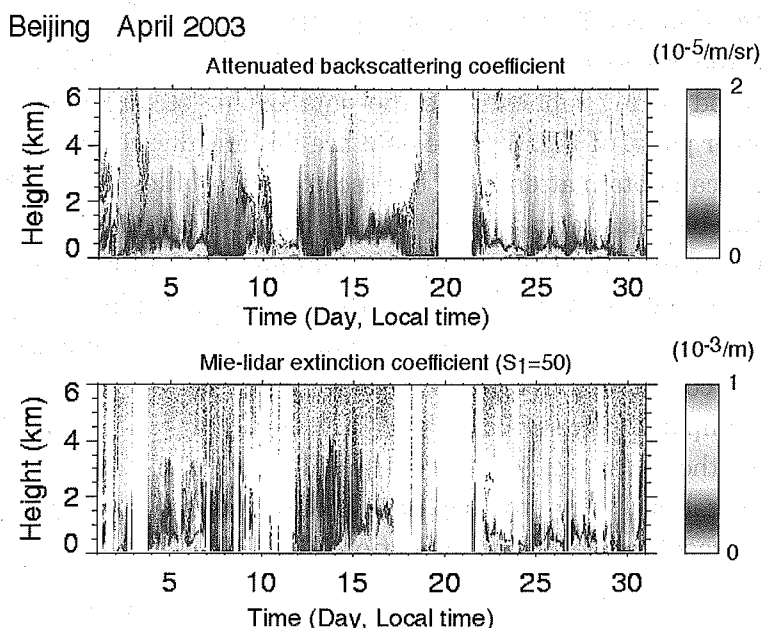 Beijing April 2003
(10-5/m/sr)
Attenuated backscattering coefficient
2
0
Height (km)
6
4
2
0
5 10 15 20 25 30
Time (Day, Local time)
(10-3/m)
Mie-lidar extinction coefficient (S1=50)
1
0
Height (km)
6
4
2
0
5 10 15 20 25 30
Time (Day, Local time)